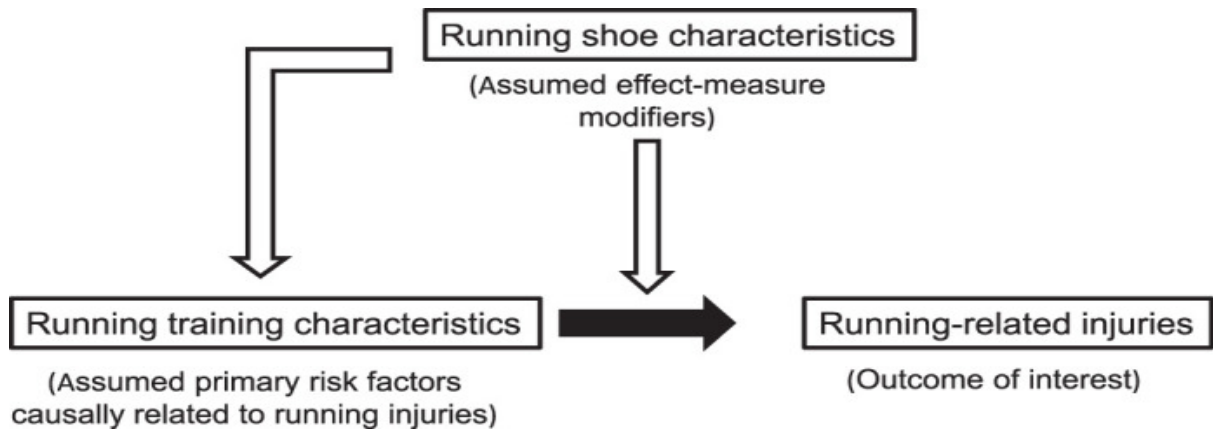 Running shoe characteristics
(Assumed effect-measure
modifiers)
Running training characteristics
(Assumed primary risk factors
causally related to running injuries)
Running-related injuries
(Outcome of interest)